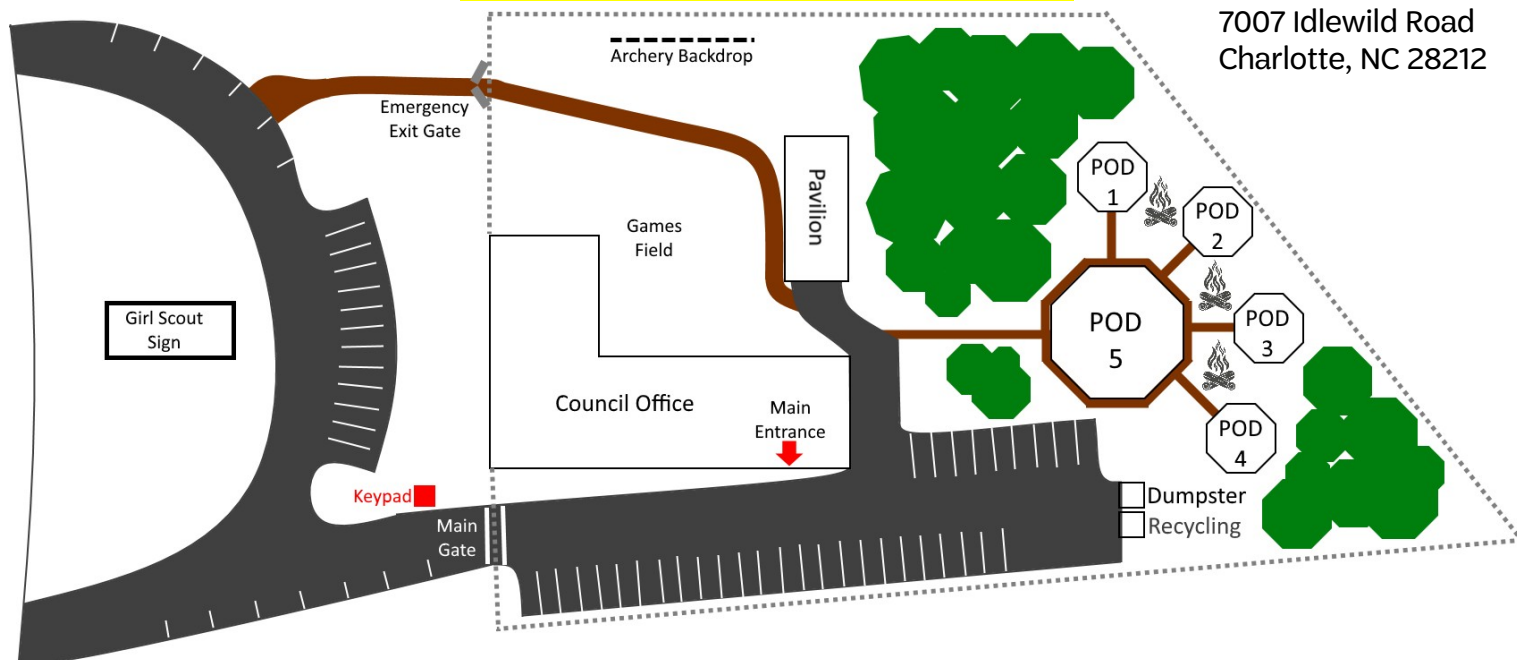 7007 Idlewild Road
Charlotte, NC 28212
Archery Backdrop
Emergency
Exit Gate
Pavilion
POD
1
POD
2
Games
Field
Girl Scout
Sign
POD
3
POD
5
Council Office
Main
Entrance
POD
4
Keypad
Main
Gate
Dumpster
Recycling